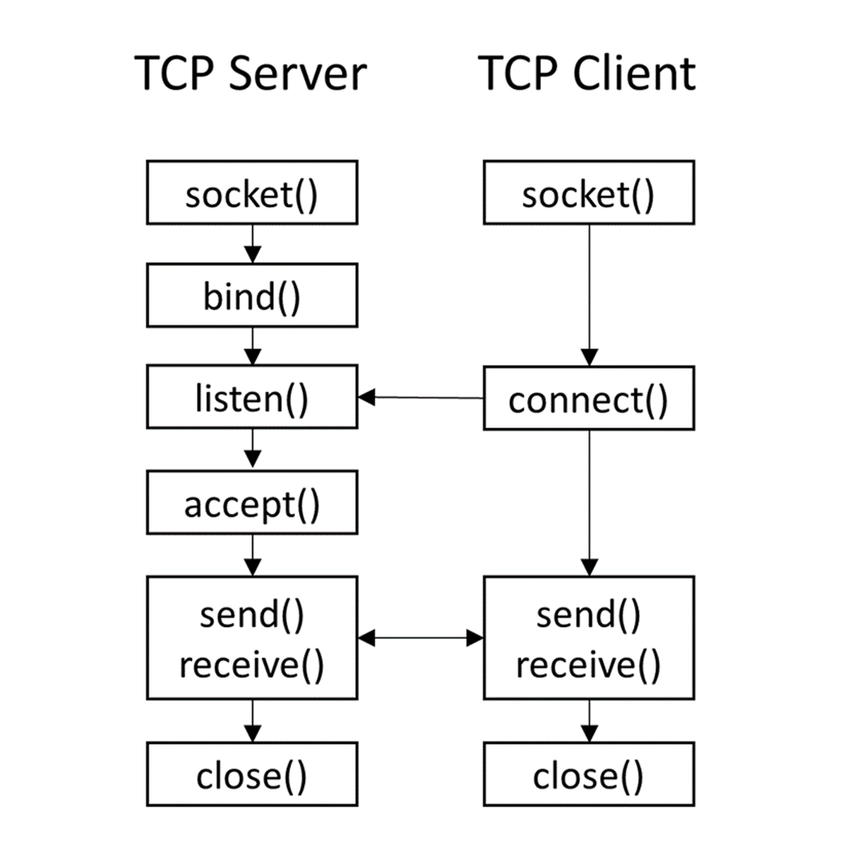 TCP Server
TCP Client
socket()
bind()
listen()
accept()
send()
receive()
close()
socket()
connect()
send()
receive()
close()